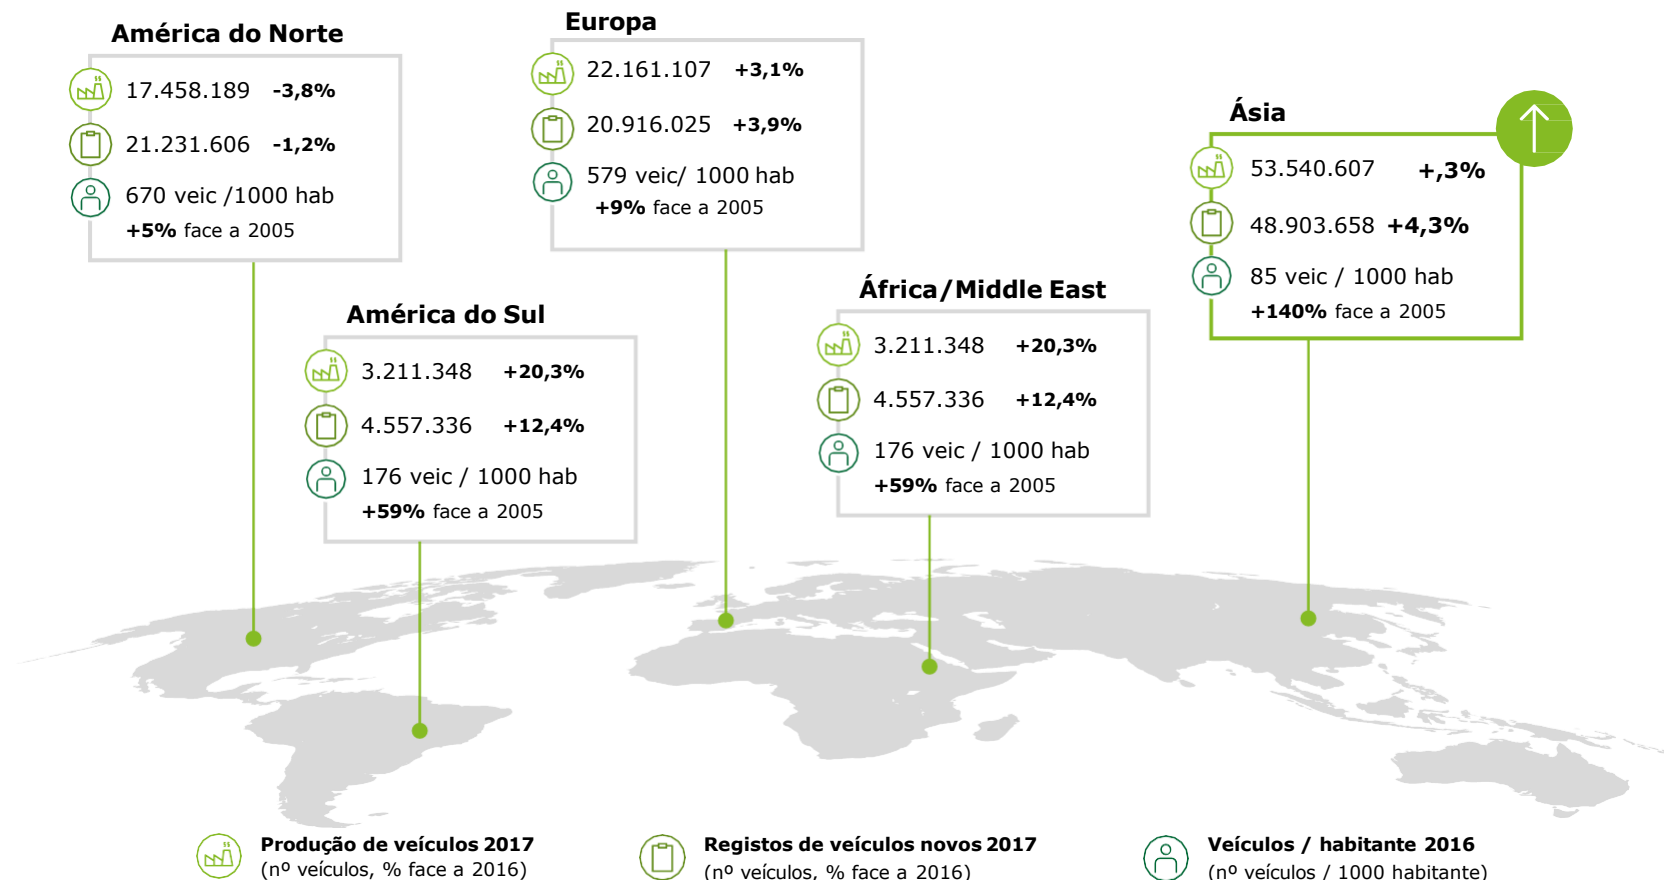 América do Norte
17.458.189 -3,8%
21.231.606 -1,2%
670 veic /1000 hab
+5% face a 2005
Europa
22.161.107 +3,1%
20.916.025 +3,9%
579 veic/ 1000 hab
+9% face a 2005
Ásia
53.540.607 +,3%
48.903.658 +4,3%
85 veic / 1000 hab
+140% face a 2005
América do Sul
3.211.348 +20,3%
4.557.336 +12,4%
176 veic / 1000 hab
+59% face a 2005
África/Middle East
3.211.348 +20,3%
4.557.336 +12,4%
176 veic / 1000 hab
+59% face a 2005
Produção de veículos 2017
(nº veículos, % face a 2016)
Registos de veículos novos 2017
(nº veículos, % face a 2016)
Veículos / habitante 2016
(nº veículos / 1000 habitante)